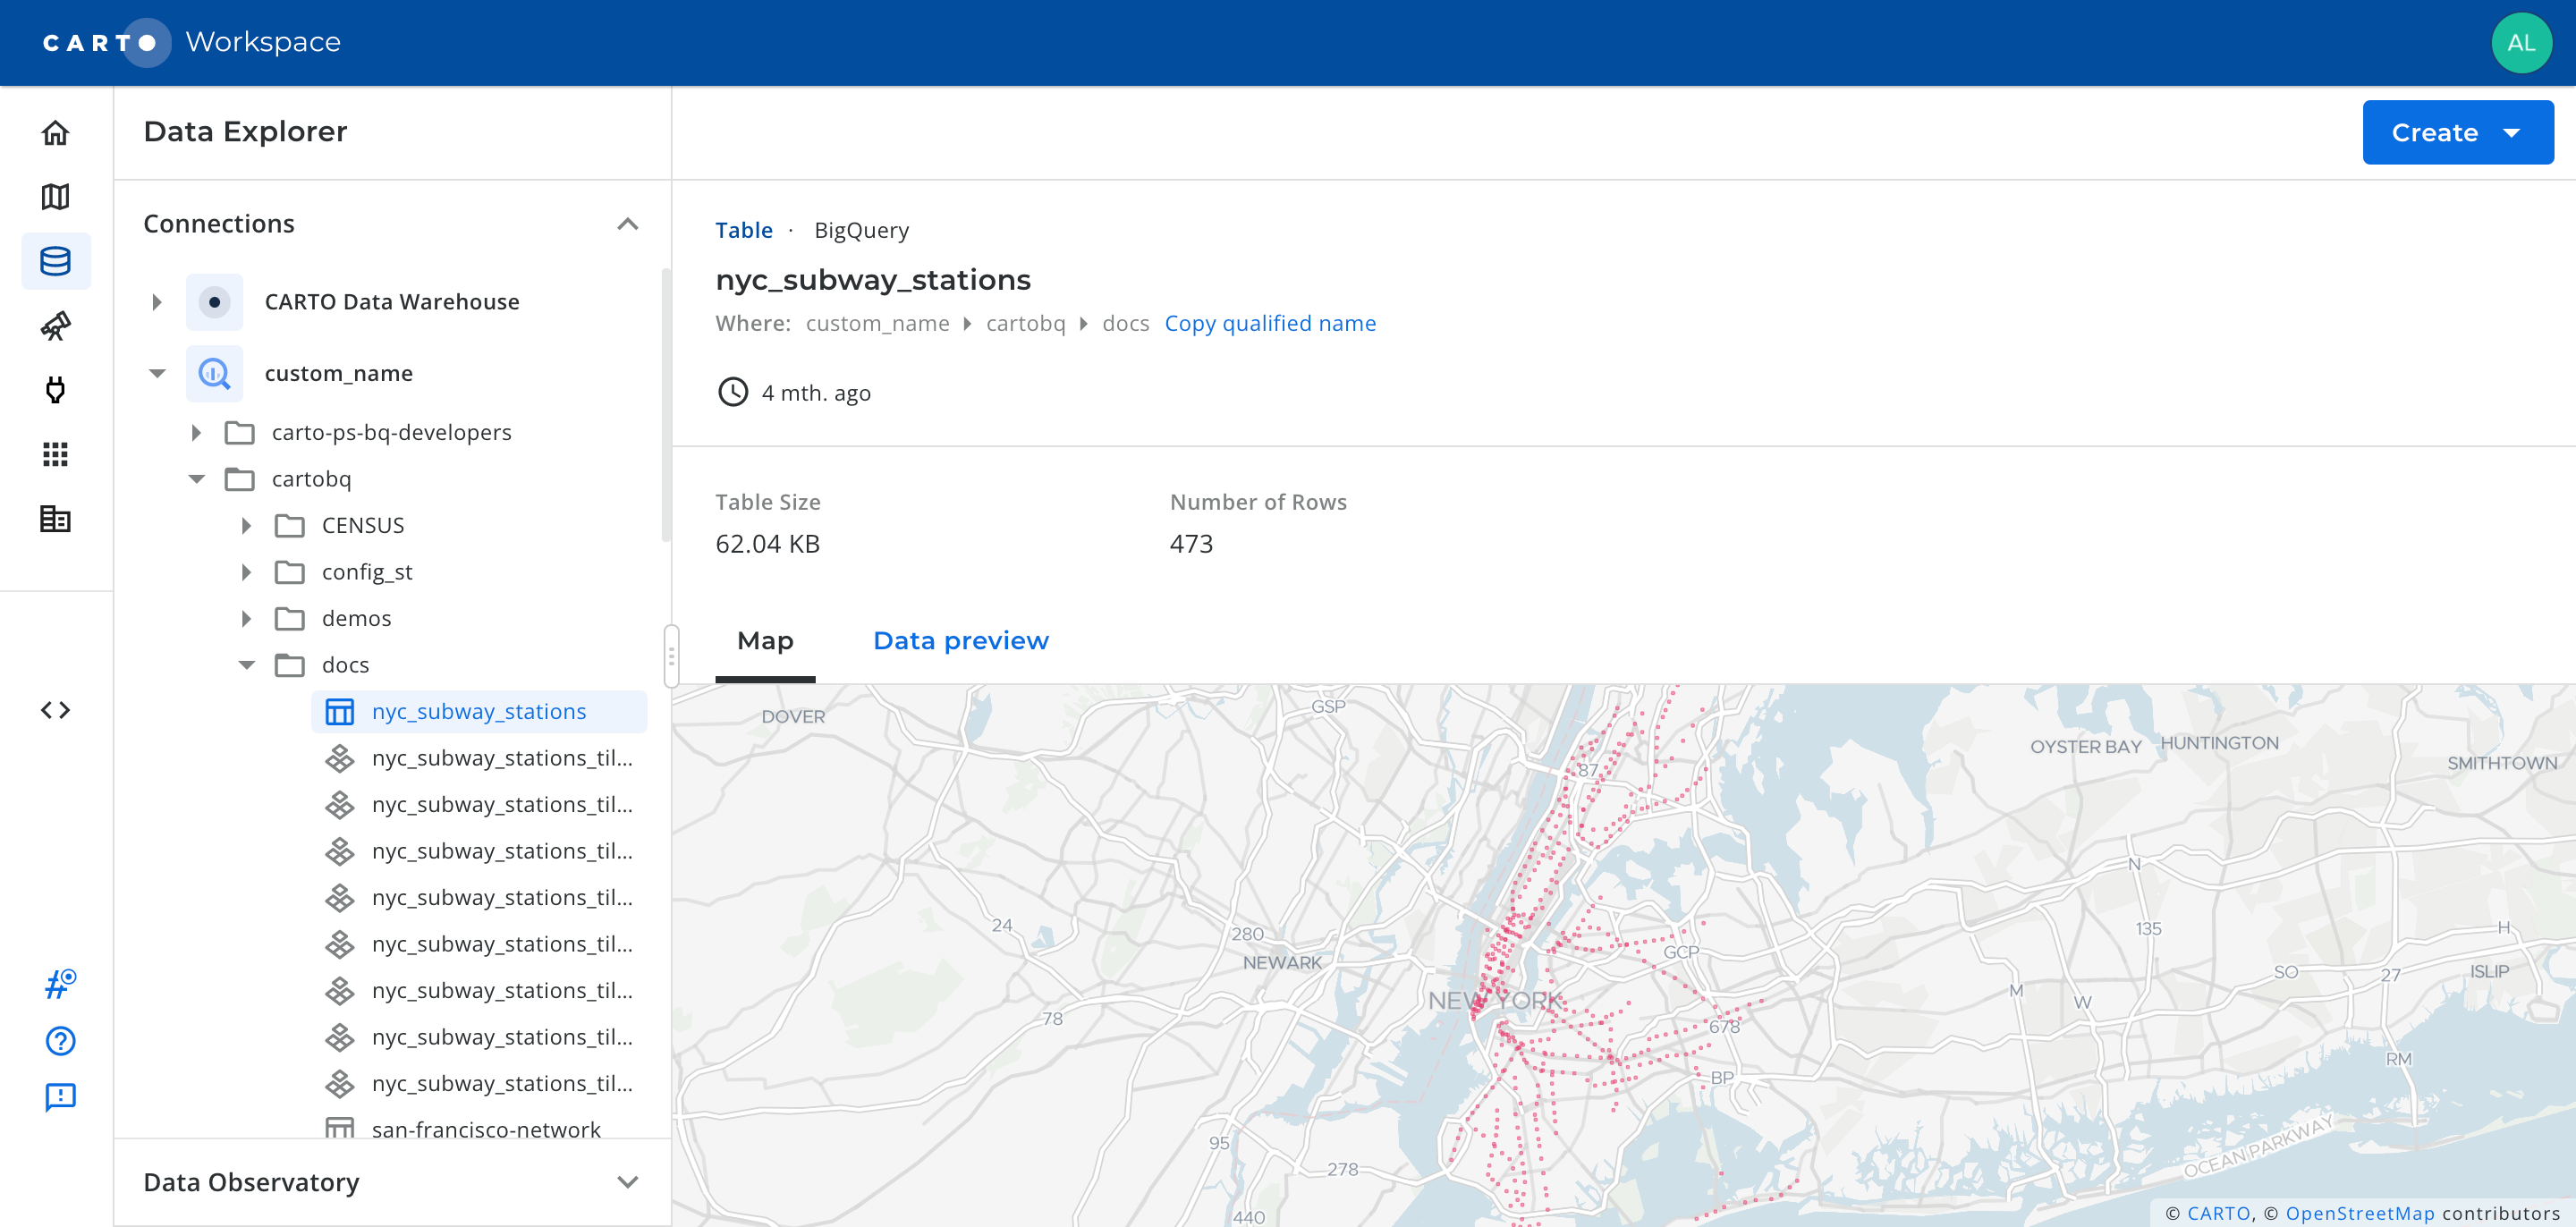 CARTO Workspace
AL
Data Explorer
Create
Connections
CARTO Data Warehouse
custom_name
carto-ps-bq-developers
cartobq
CENSUS
config_st
demos
docs
nyc_subway_stations
nyc_subway_stations_til...
nyc_subway_stations_til...
nyc_subway_stations_til...
nyc_subway_stations_til...
nyc_subway_stations_til...
nyc_subway_stations_til...
nyc_subway_stations_til...
nyc_subway_stations_til...
san-francisco-network
Data Observatory
Table · BigQuery
nyc_subway_stations
Where: custom_name cartobq docs Copy qualified name
4 mth. ago
Table Size
62.04 KB
Number of Rows
473
Map
Data preview
DOVER
GSP
OYSTER BAY
HUNTINGTON
SMITHTOWN
87
N
24
280
135
H
NEWARK
GCP
SO
27
ISLIP
NEW YORK
M
W
78
678
RM
BP
95
278
OCEAN PARKWAY
440
© CARTO, © OpenStreetMap contributors